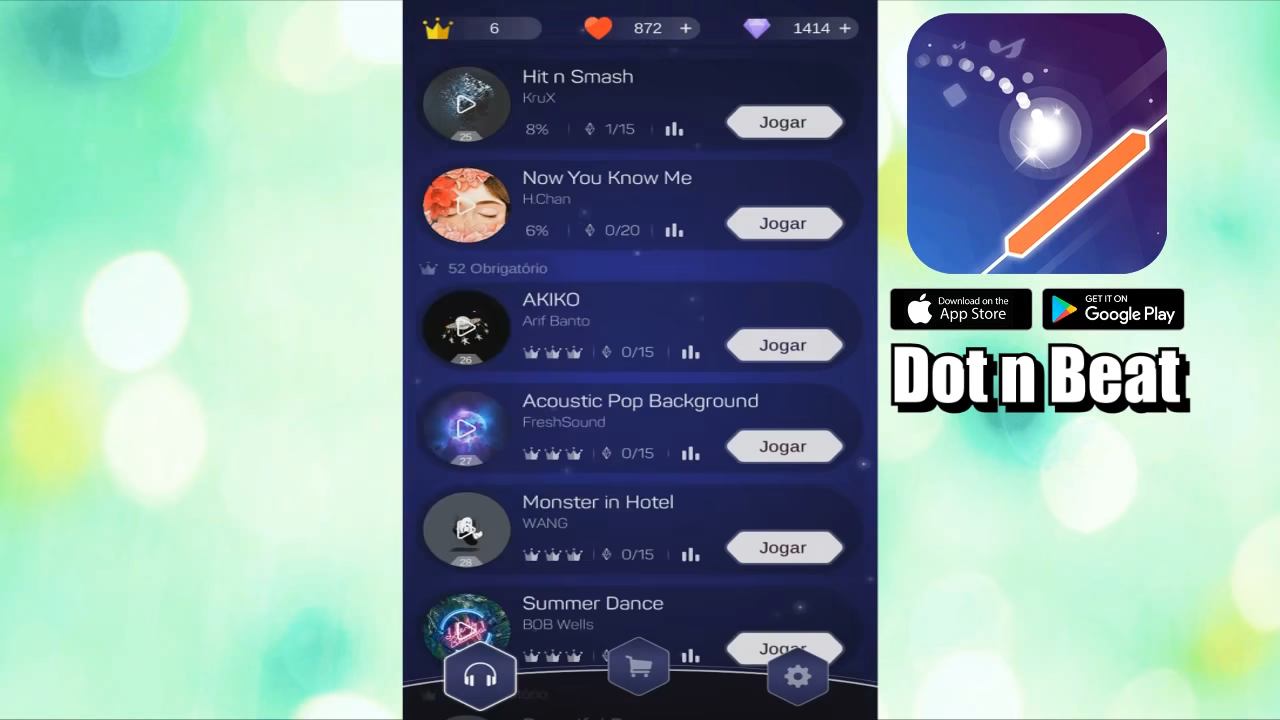 6
872 +
1414 +
Hit n Smash
KruX
25
8%
1/15
Jogar
Now You Know Me
H.Chan
6%
0/20
Jogar
52 Obrigatório
AKIKO
Arif Banto
26
0/15
Jogar
Acoustic Pop Background
FreshSound
27
0/15
Jogar
Monster in Hotel
WANG
28
0/15
Jogar
Summer Dance
BOB Wells
Jogar
Download on the
App Store
GET IT ON
Google Play
Dot n Beat